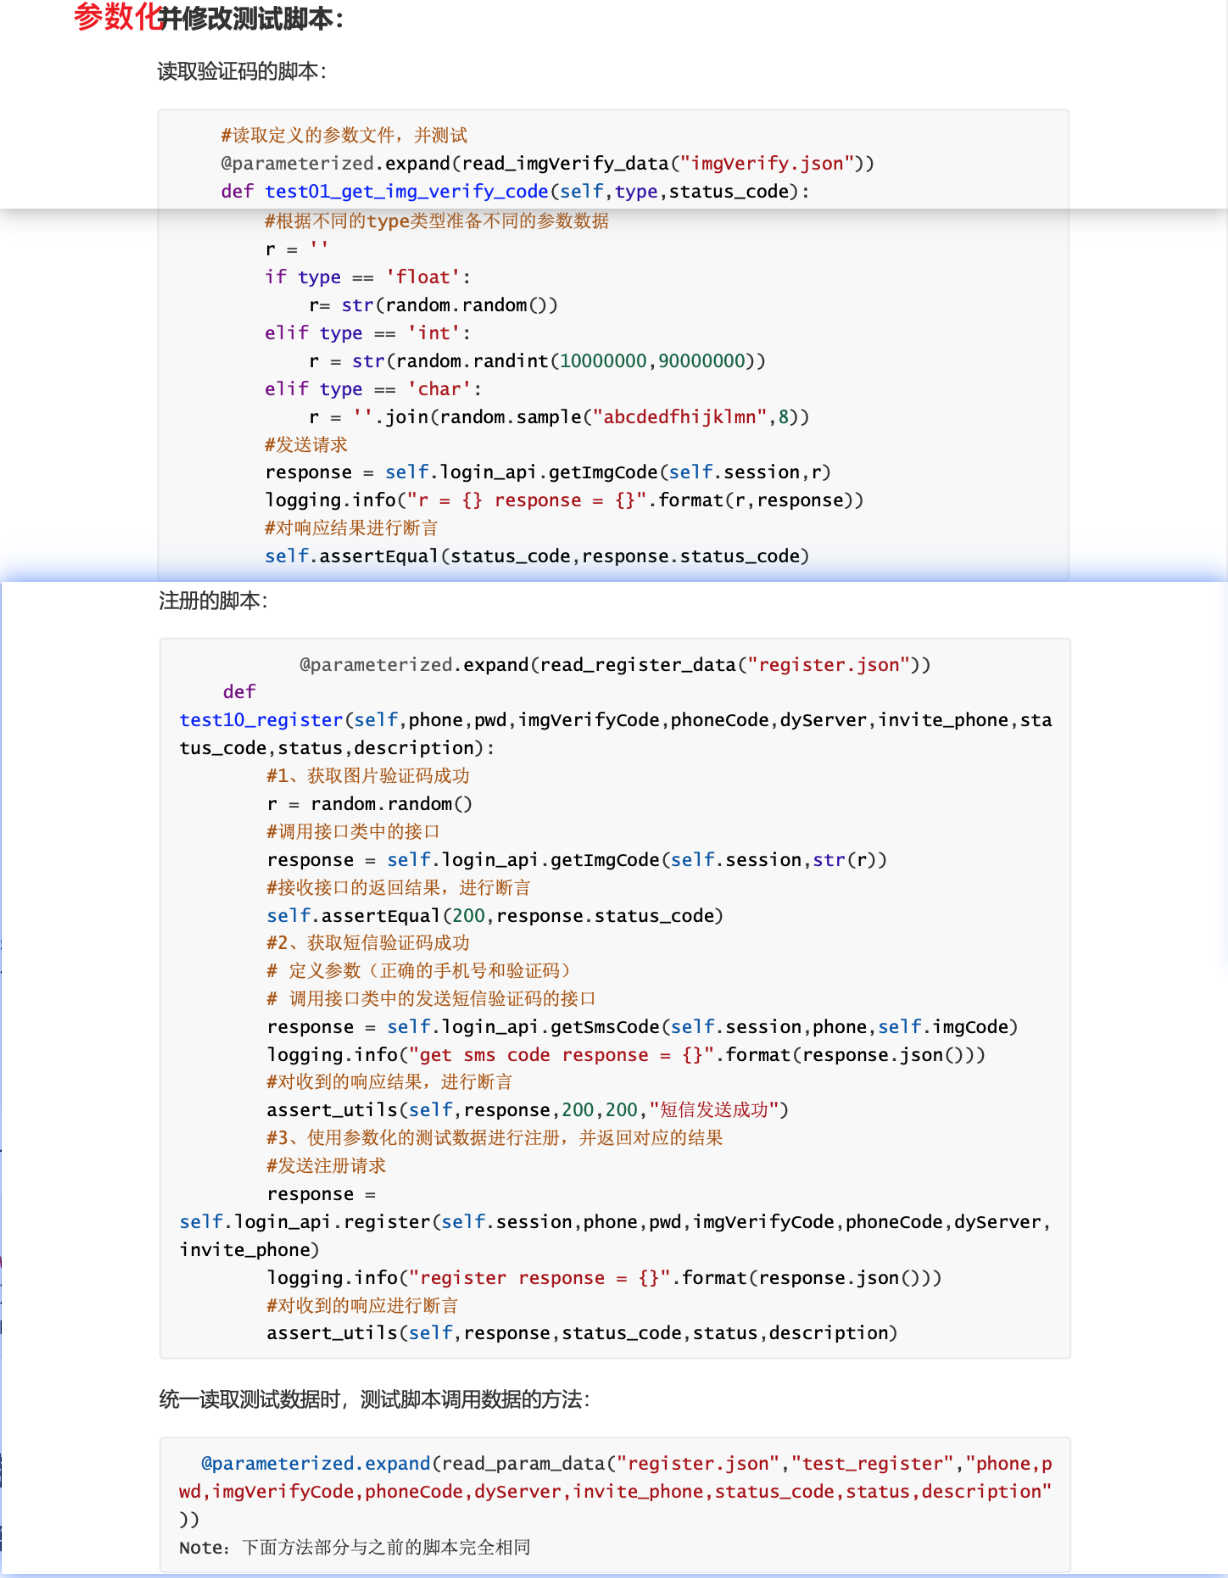 参数化并修改测试脚本：
读取验证码的脚本：
#读取定义的参数文件，并测试
@parameterized.expand(read_imgVerify_data("imgVerify.json"))
def test01_get_img_verify_code(self,type,status_code):
#根据不同的type类型准备不同的参数数据
r = ''
if type == 'float':
r= str(random.random())
elif type == 'int':
r = str(random.randint(10000000,90000000))
elif type == 'char':
r = ''.join(random.sample("abcdedfhijklmn",8))
#发送请求
response = self.login_api.getImgCode(self.session,r)
logging.info("r = {} response = {}".format(r,response))
#对响应结果进行断言
self.assertEqual(status_code,response.status_code)
注册的脚本：
@parameterized.expand(read_register_data("register.json"))
def
test10_register(self,phone,pwd,imgVerifyCode,phoneCode,dyServer,invite_phone,sta
tus_code,status,description):
#1、获取图片验证码成功
r = random.random()
#调用接口类中的接口
response = self.login_api.getImgCode(self.session,str(r))
#接收接口的返回结果，进行断言
self.assertEqual(200,response.status_code)
#2、获取短信验证码成功
# 定义参数（正确的手机号和验证码）
# 调用接口类中的发送短信验证码的接口
response = self.login_api.getSmsCode(self.session,phone,self.imgCode)
logging.info("get sms code response = {}".format(response.json()))
#对收到的响应结果，进行断言
assert_utils(self,response,200,200,"短信发送成功")
#3、使用参数化的测试数据进行注册，并返回对应的结果
#发送注册请求
response =
self.login_api.register(self.session,phone,pwd,imgVerifyCode,phoneCode,dyServer,
invite_phone)
logging.info("register response = {}".format(response.json()))
#对收到的响应进行断言
assert_utils(self,response,status_code,status,description)
统一读取测试数据时，测试脚本调用数据的方法：
@parameterized.expand(read_param_data("register.json","test_register","phone,p
wd,imgVerifyCode,phoneCode,dyServer,invite_phone,status_code,status,description"
))
Note：下面方法部分与之前的脚本完全相同